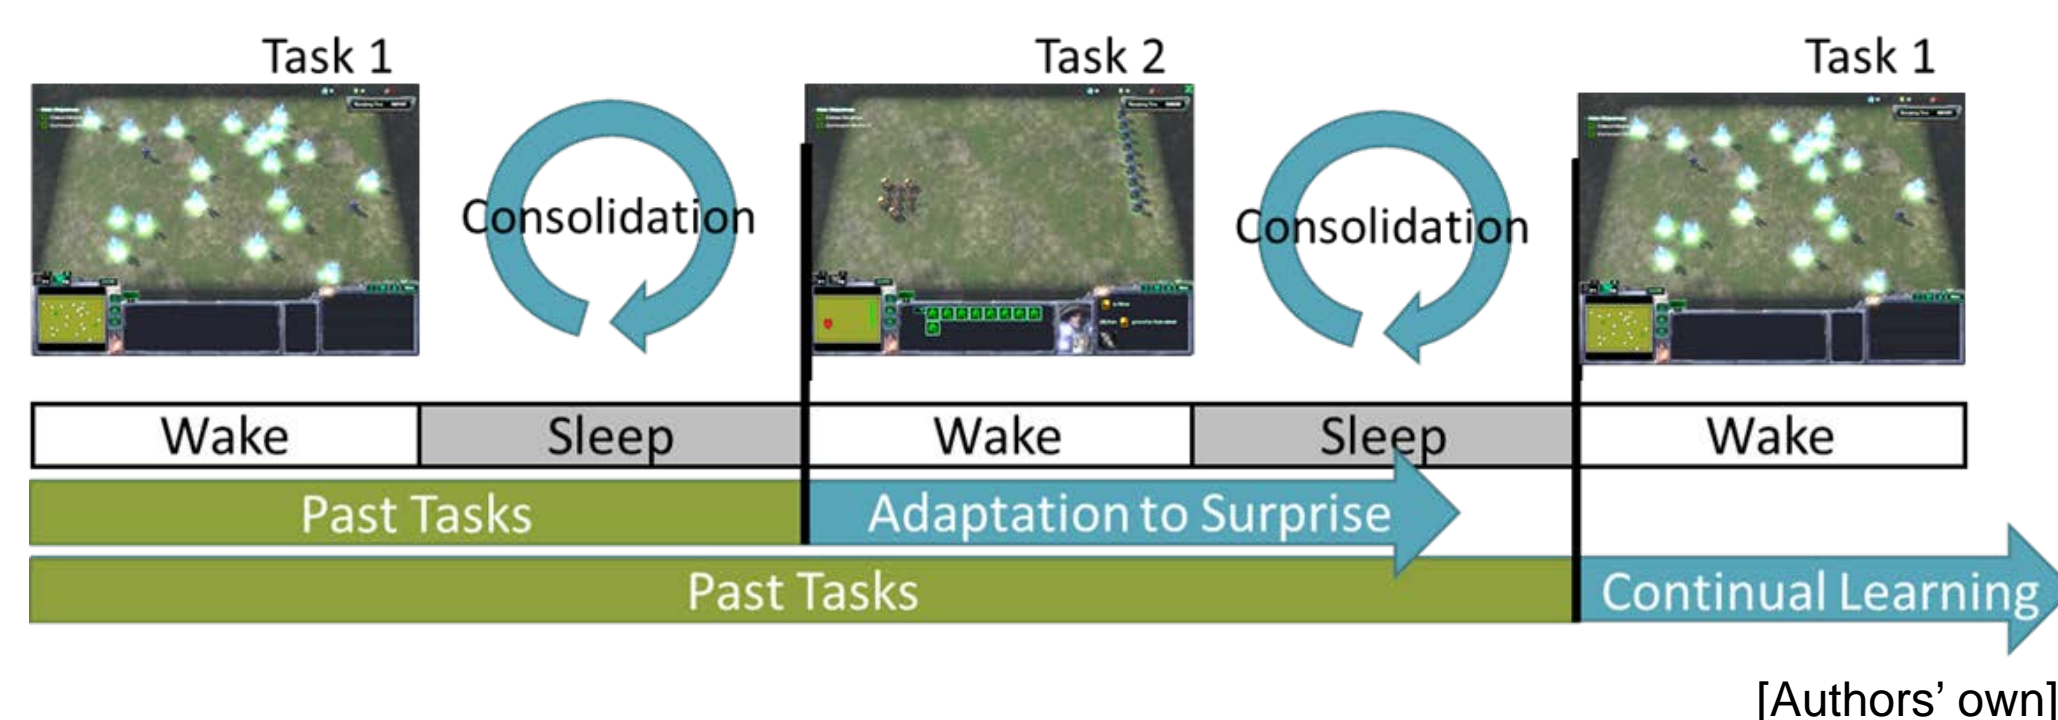 Task 1
Task 2
Task 1
Consolidation
Consolidation
Wake
Sleep
Wake
Sleep
Wake
Past Tasks
Adaptation to Surprise
Past Tasks
Continual Learning
[Authors’ own]